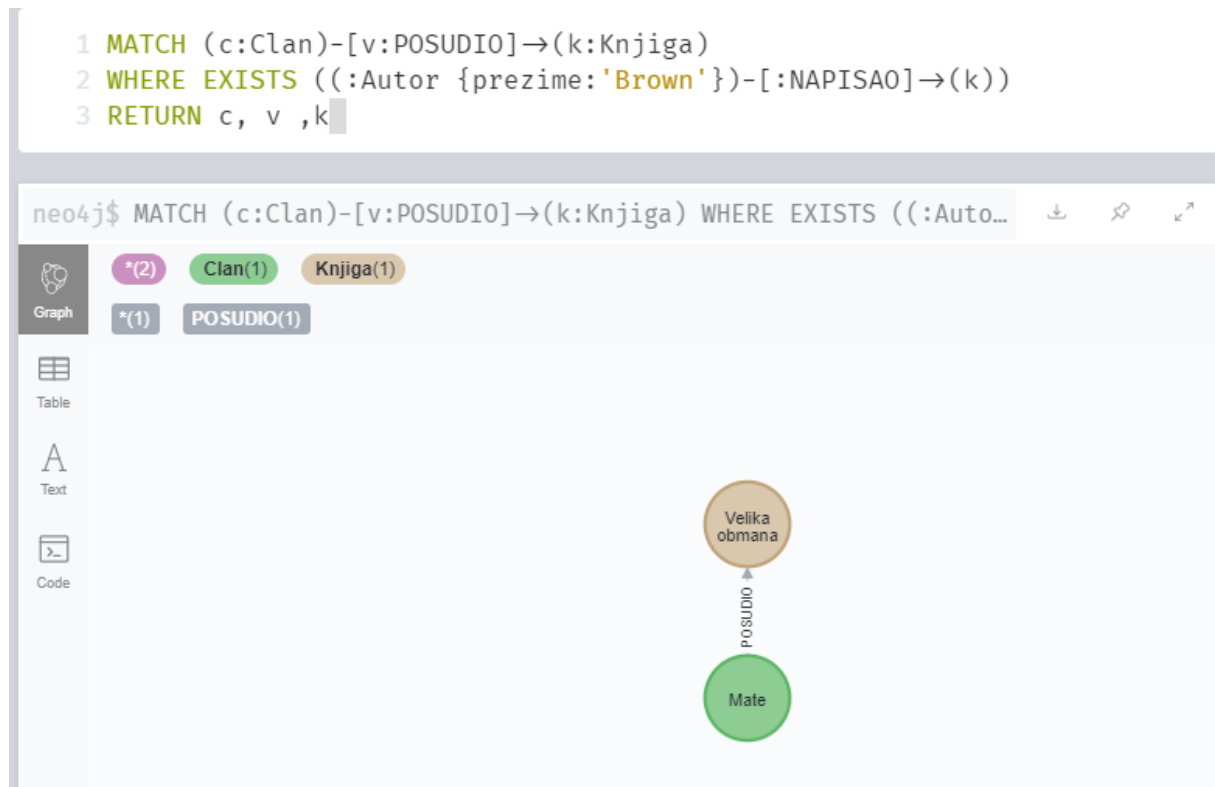 1 MATCH (c:Clan)-[v:POSUDIO]→(k:Knjiga)
2 WHERE EXISTS ((:Autor {prezime:'Brown'})-[:NAPISAO]→(k))
3 RETURN c, v ,k
neo4j$ MATCH (c:Clan)-[v:POSUDIO]→(k:Knjiga) WHERE EXISTS ((:Auto…
*(2) Clan(1) Knjiga(1)
Graph
*(1) POSUDIO(1)
Table
A
Text
>_
Code
Velika
obmana
POSUDIO
Mate